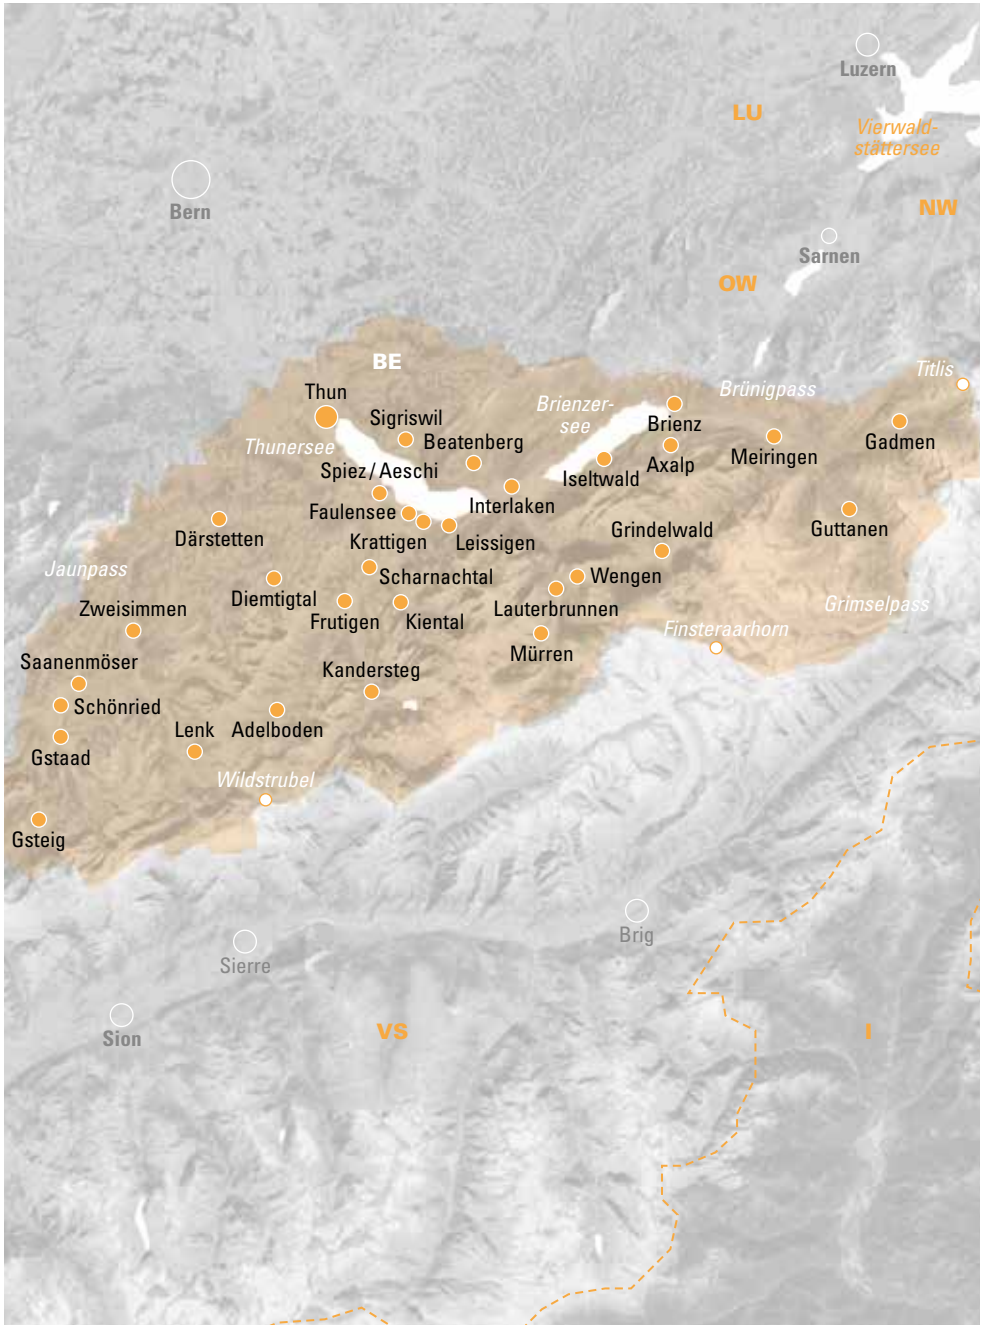 Luzern
LU
Vierwald-
stättersee
Bern
NW
Sarnen
OW
BE
Titlis
Thun
Brünigpass
Brienzer-
see
Sigriswil
Brienz
Thunersee
Beatenberg
Gadmen
Meiringen
Axalp
Spiez / Aeschi
Iseltwald
Interlaken
Faulensee
Guttanen
Därstetten
Krattigen
Leissigen
Grindelwald
Jaunpass
Scharnachtal
Wengen
Diemtigtal
Zweisimmen
Lauterbrunnen
Grimselpass
Frutigen
Kiental
Finsteraarhorn
Mürren
Saanenmöser
Kandersteg
Schönried
Lenk
Adelboden
Gstaad
Wildstrubel
Gsteig
Brig
Sierre
Sion
VS
I